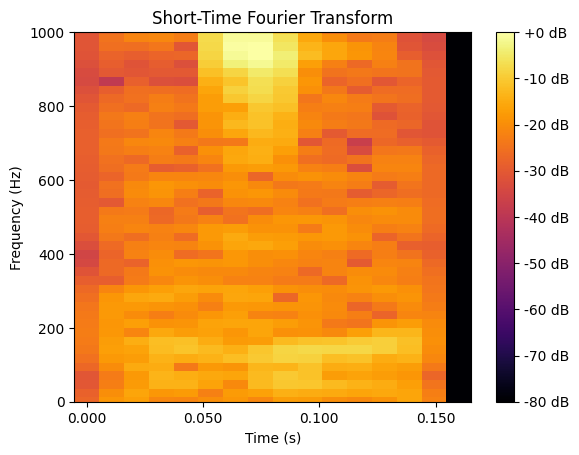 Short-Time Fourier Transform
1000
800
600
400
200
0
Frequency (Hz)
0.000
0.050
0.100
0.150
Time (s)
+0 dB
-10 dB
-20 dB
-30 dB
-40 dB
-50 dB
-60 dB
-70 dB
-80 dB